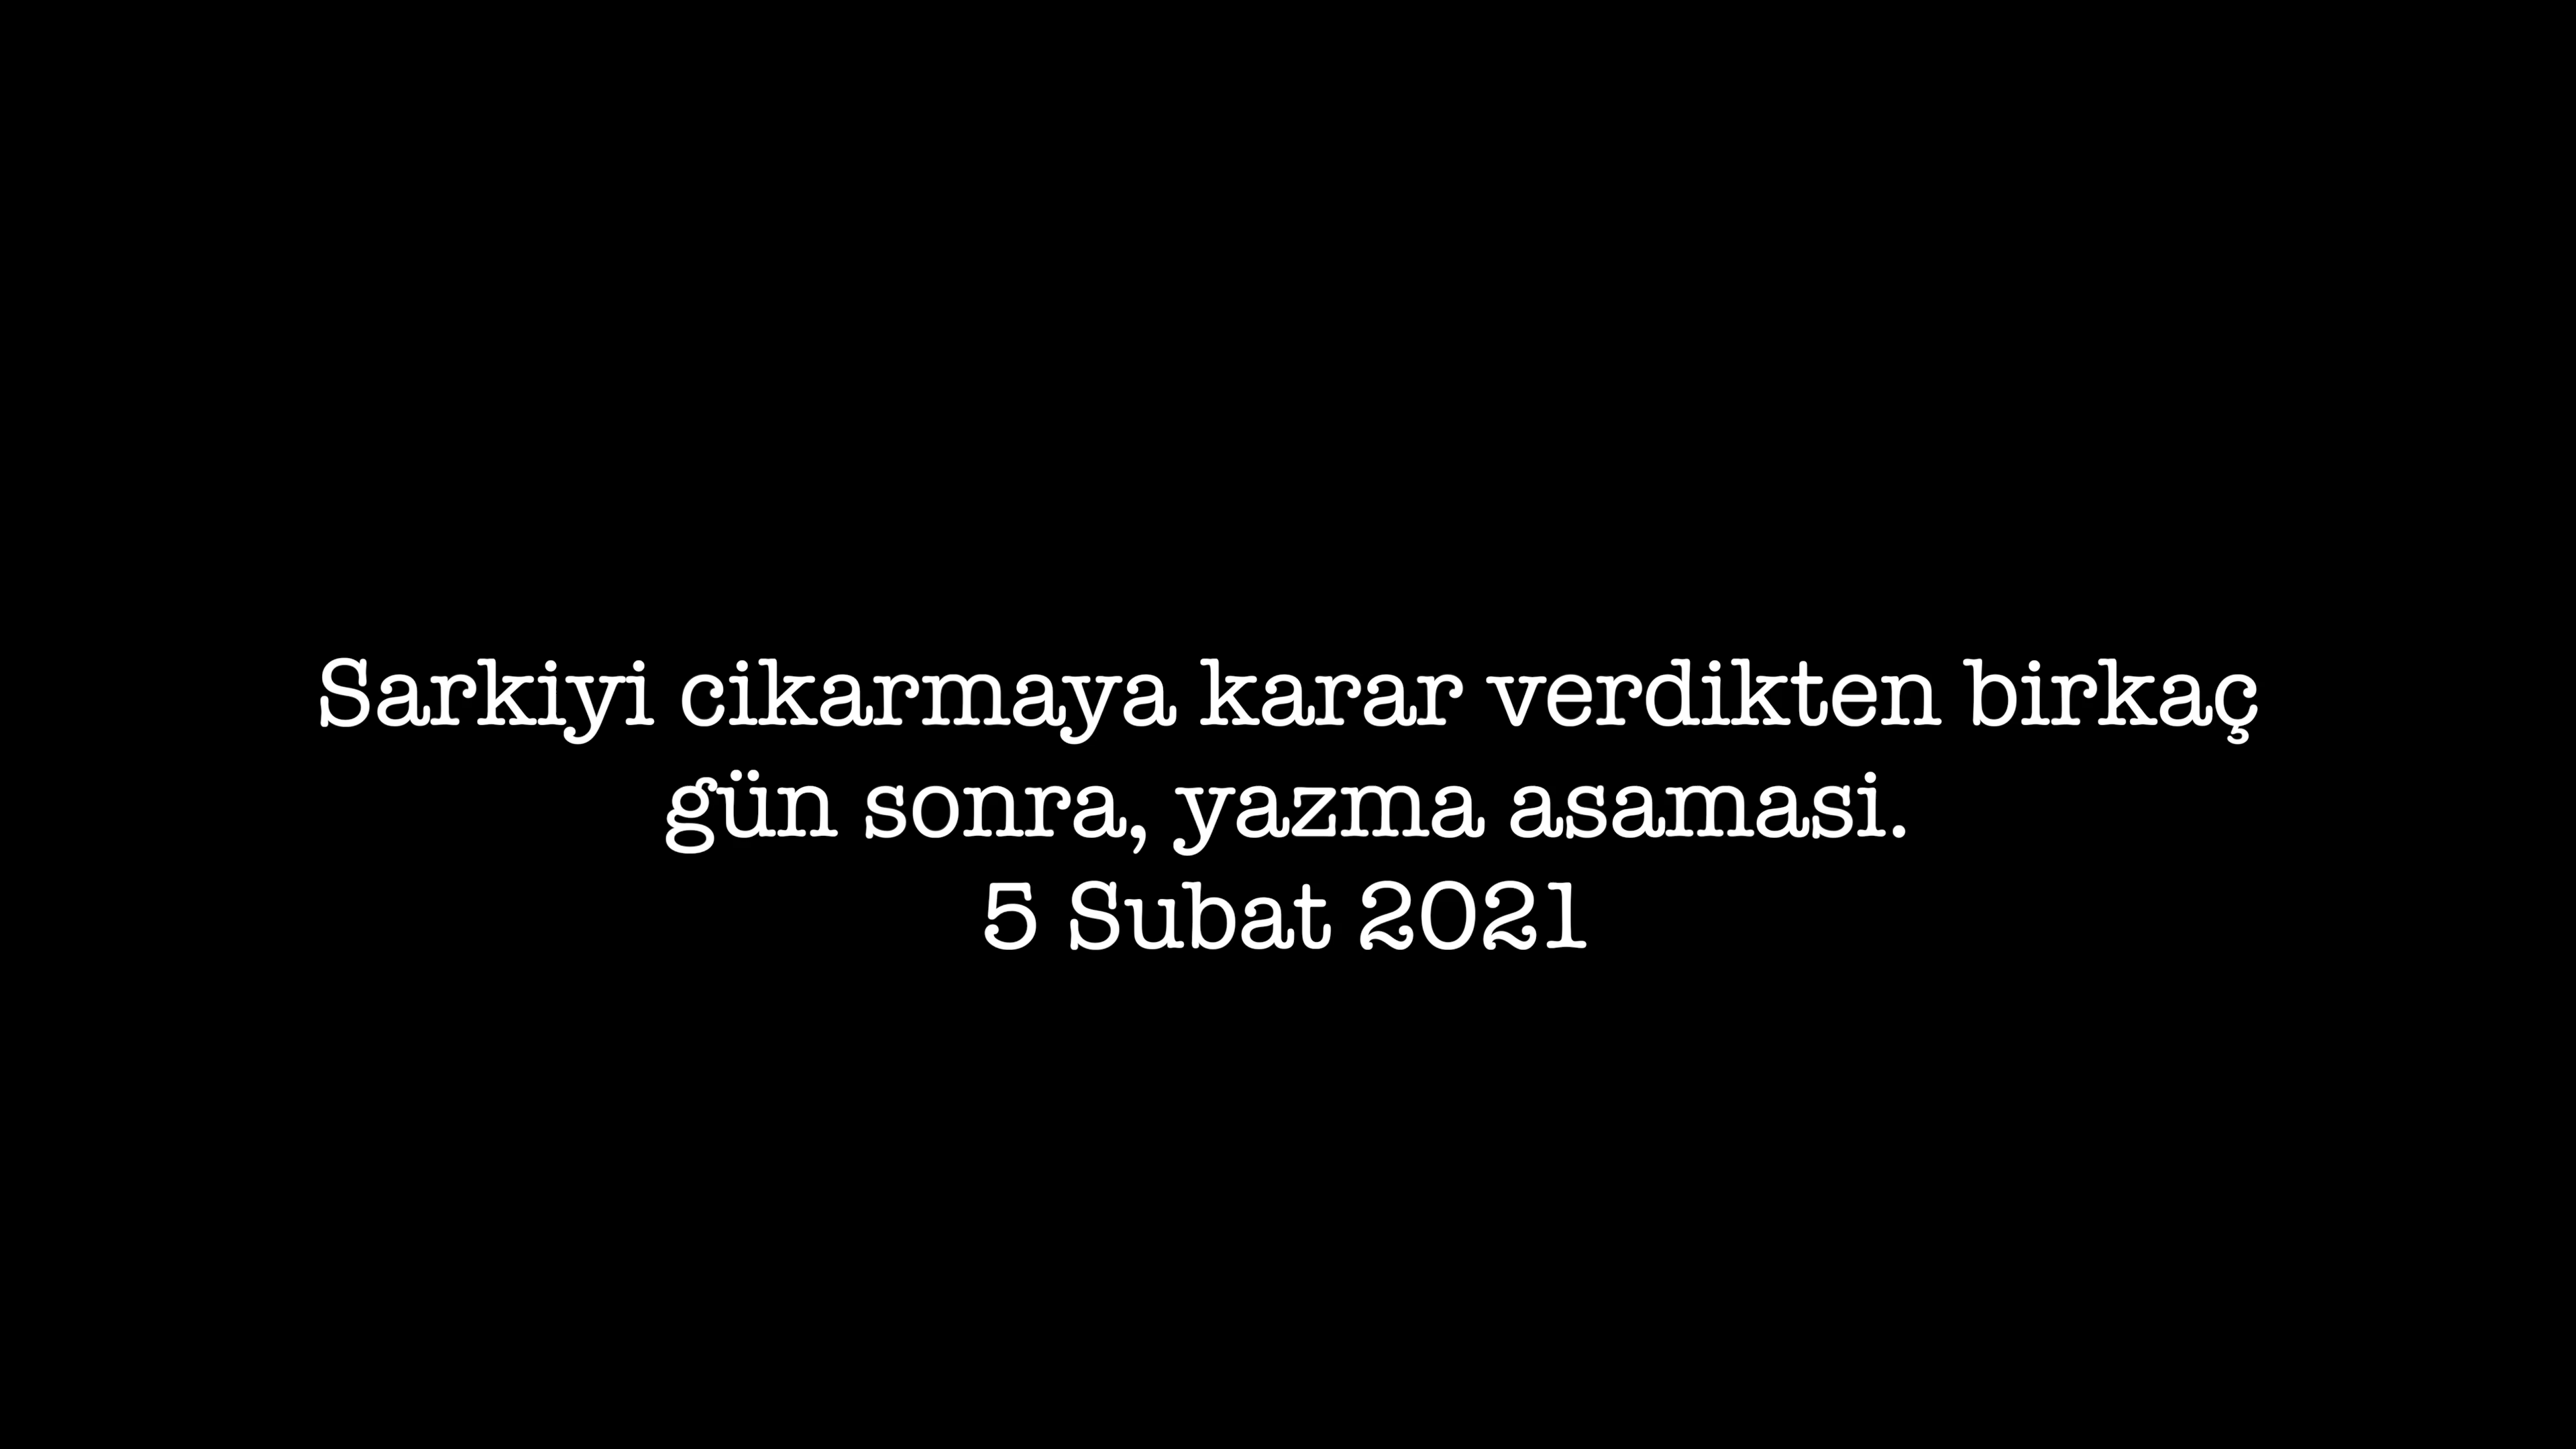 Sarkiyi cikarmaya karar verdikten birkaç
gün sonra, yazma asamasi.
5 Subat 2021